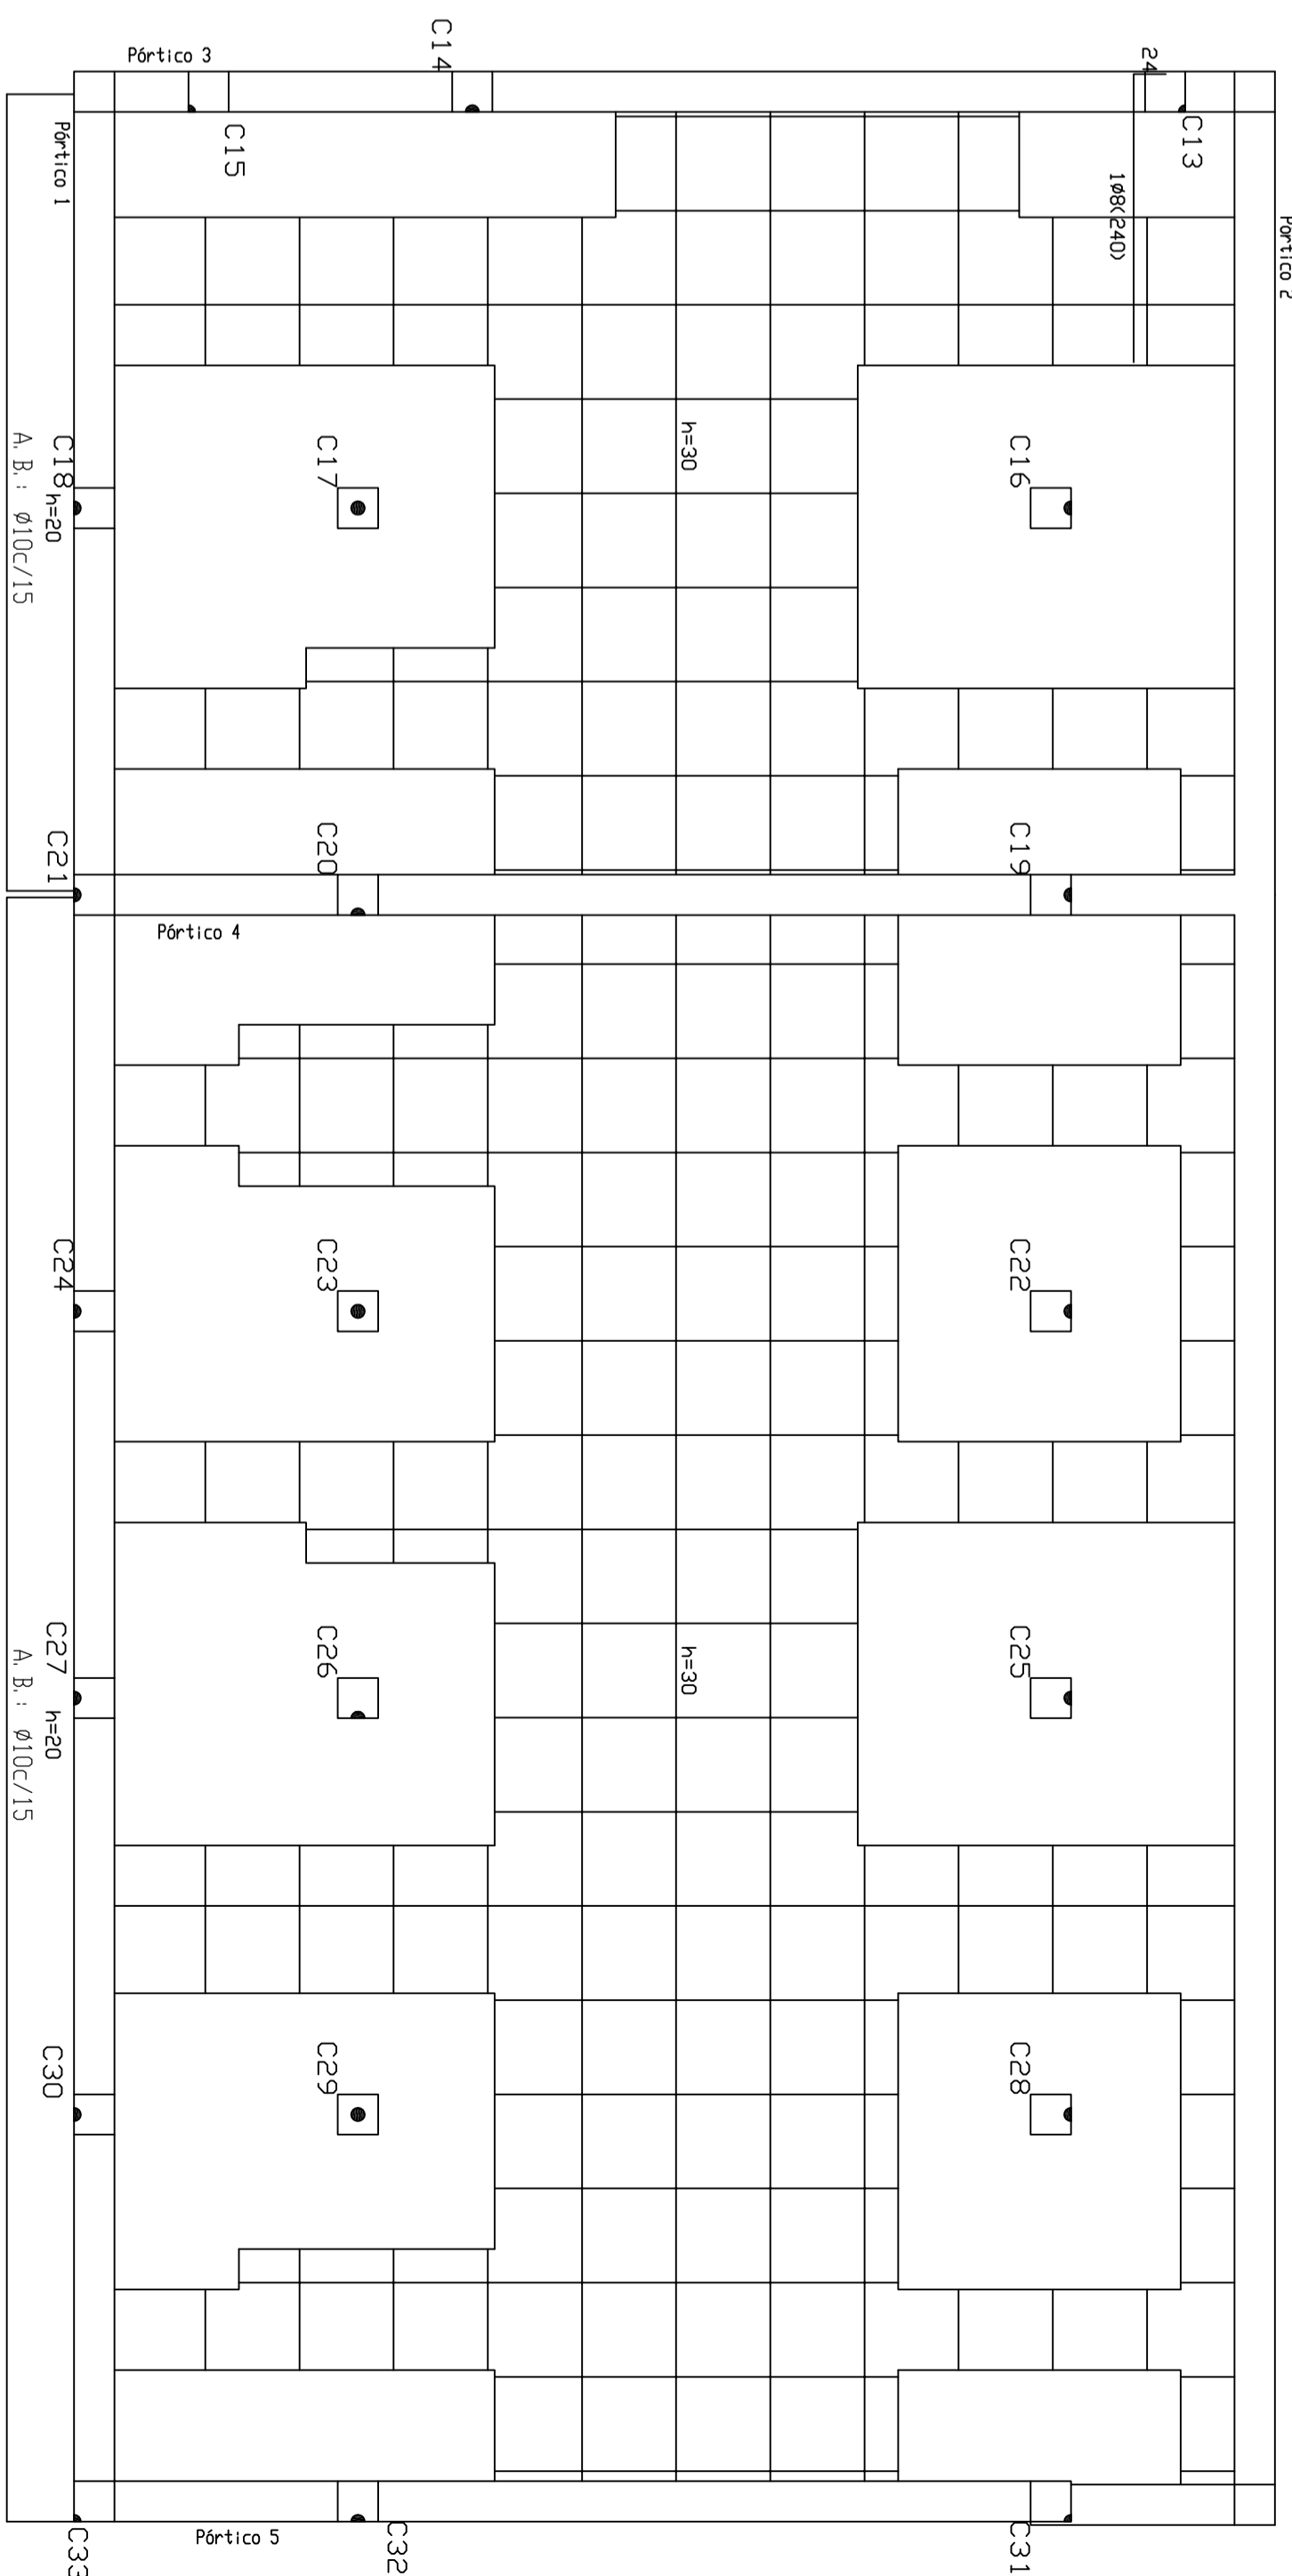 Pórtico 3
C14
24
C13
Pórtico 2
Pórtico 1
C15
1Ø8(240)
h=30
C18
C17
C16
h=20
A.B.: Ø10c/15
C21
C20
C19
Pórtico 4
C24
C23
C22
C27
C26
C25
h=30
h=20
A.B.: Ø10c/15
C30
C29
C28
Pórtico 5
C33
C32
C31